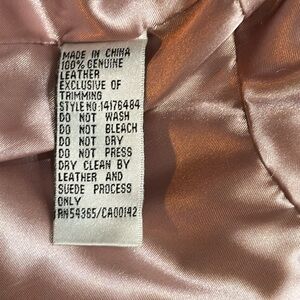 MADE IN CHINA
100% GENUINE
LEATHER
EXCLUSIVE OF
TRIMMING
STYLE NO:14176484
DO NOT WASH
DO NOT BLEACH
DO NOT DRY
DO NOT PRESS
DRY CLEAN BY
LEATHER AND
SUEDE PROCESS
ONLY
RN54365/CA00142